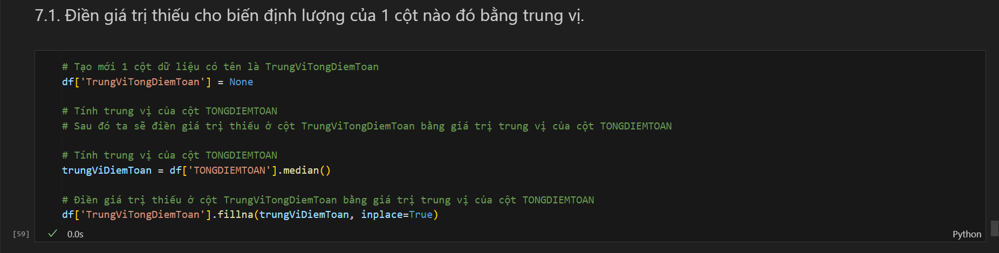 7.1. Điền giá trị thiếu cho biến định lượng của 1 cột nào đó bằng trung vị.
# Tạo mới 1 cột dữ liệu có tên là TrungViTongDiemToan
df['TrungViTongDiemToan'] = None
# Tính trung vị của cột TONGDIEMTOAN
# Sau đó ta sẽ điền giá trị thiếu ở cột TrungViTongDiemToan bằng giá trị trung vị của cột TONGDIEMTOAN
# Tính trung vị của cột TONGDIEMTOAN
trungViDiemToan = df['TONGDIEMTOAN'].median()
# Điền giá trị thiếu ở cột TrungViTongDiemToan bằng giá trị trung vị của cột TONGDIEMTOAN
df['TrungViTongDiemToan'].fillna(trungViDiemToan, inplace=True)
[59] 0.0s Python